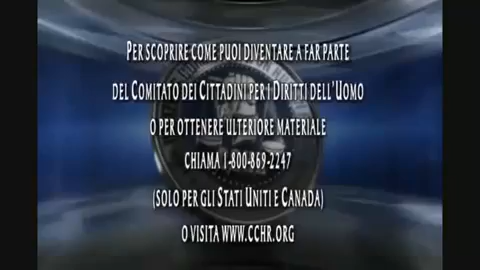 PER SCOPRIRE COME PUOI DIVENTARE A FAR PARTE
DEL COMITATO DEI CITTADINI PER I DIRITTI DELL'UOMO
O PER OTTENERE ULTERIORE MATERIALE
CHIAMA 1-800-869-2247
(SOLO PER GLI STATI UNITI E CANADA)
O VISITA WWW.CCHR.ORG